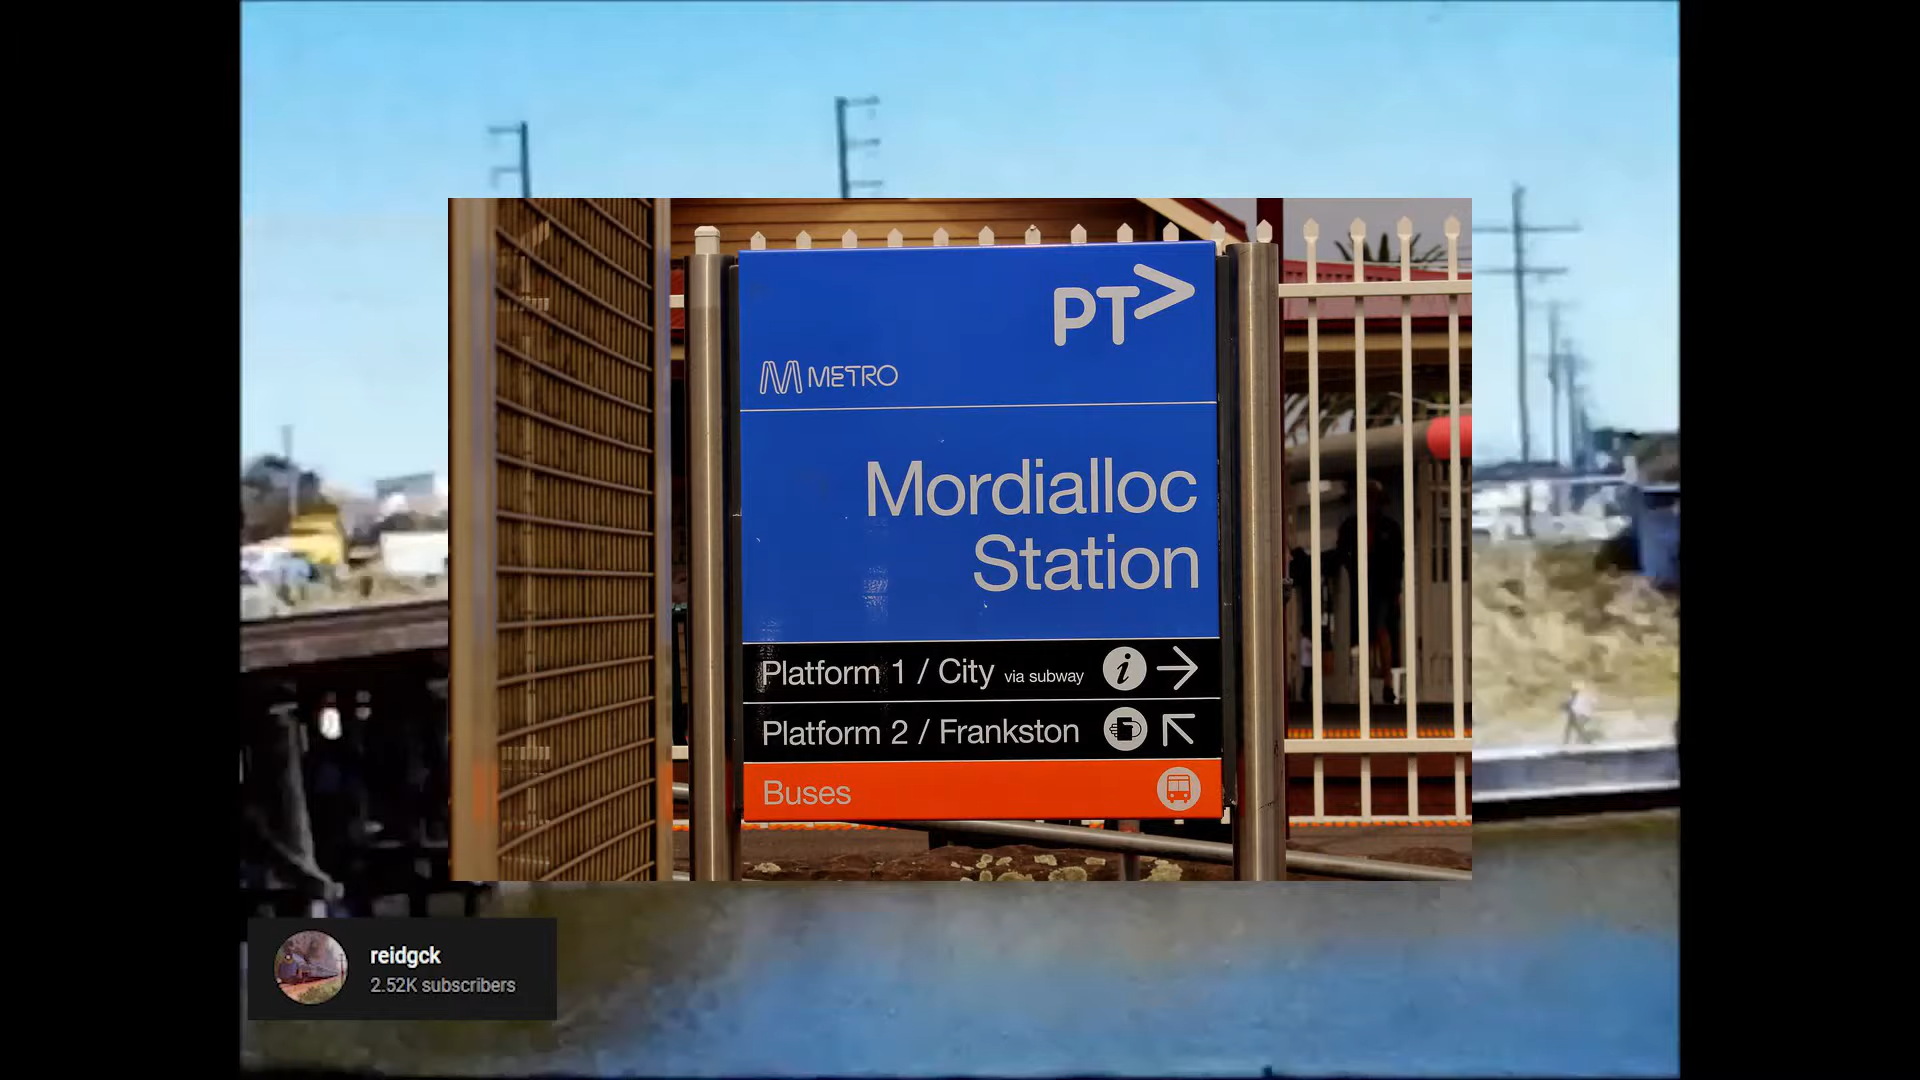 PT>
METRO
Mordialloc
Station
Platform 1 / City via subway
Platform 2 / Frankston
Buses
reidgck
2.52K subscribers